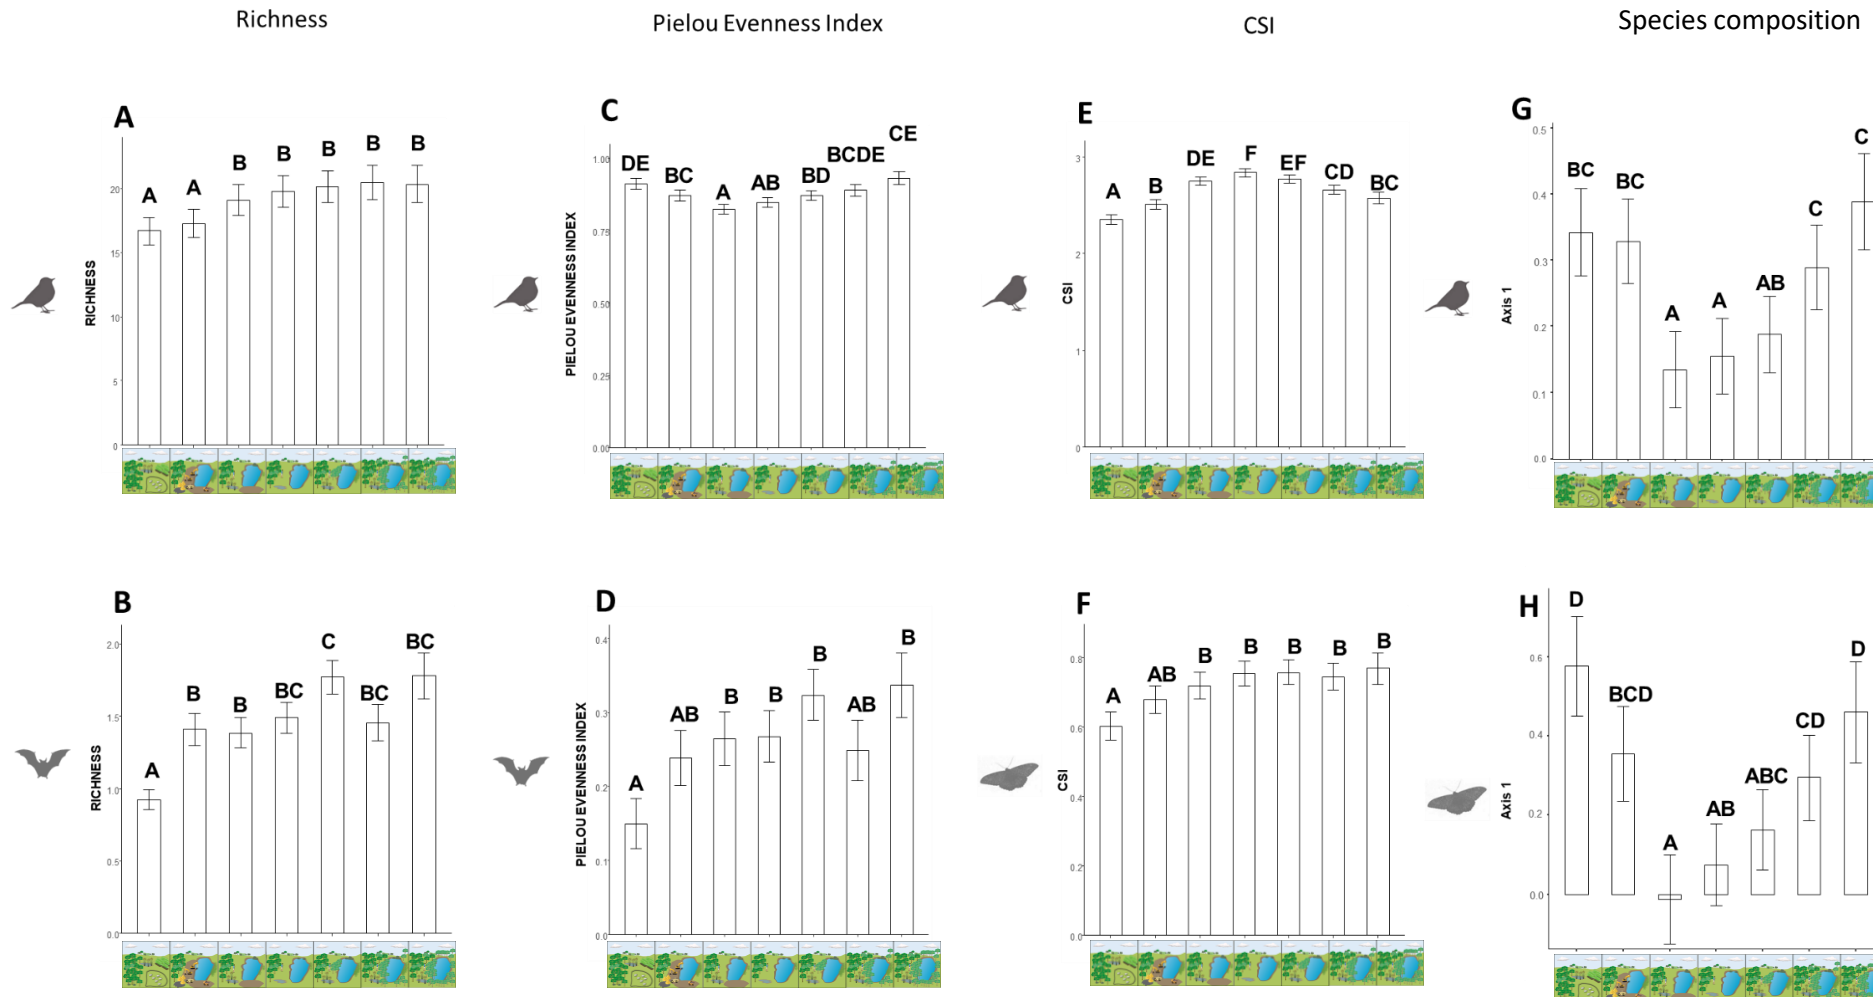 Richness
Pielou Evenness Index
CSI
Species composition
A
20
15
10
5
0
RICHNESS
A
A
B
B
B
B
B
C
1.00
0.75
0.50
0.25
0.00
PIELOU EVENNESS INDEX
DE
BC
A
AB
BD
BCDE
CE
E
3
2
1
0
CSI
A
B
DE
F
EF
CD
BC
G
0.5
0.4
0.3
0.2
0.1
0.0
Axis 1
BC
BC
A
A
AB
C
C
B
2.0
1.5
1.0
0.5
0.0
RICHNESS
A
B
B
BC
C
BC
BC
D
0.4
0.3
0.2
0.1
0.0
PIELOU EVENNESS INDEX
A
AB
B
B
B
AB
B
F
0.8
0.6
0.4
0.2
0.0
CSI
A
AB
B
B
B
B
B
H
0.6
0.4
0.2
0.0
Axis 1
D
BCD
A
AB
ABC
CD
D